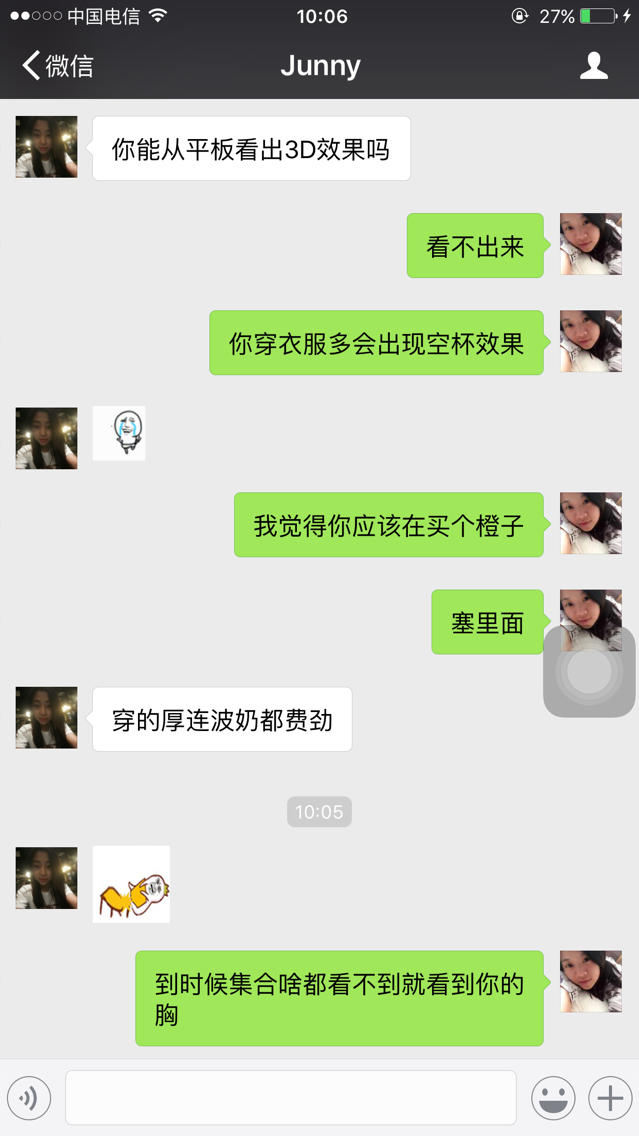 中国电信 10:06 27%
微信 Junny
你能从平板看出3D效果吗
看不出来
你穿衣服多会出现空杯效果
我觉得你应该在买个橙子
塞里面
穿的厚连波奶都费劲
10:05
到时候集合啥都看不到就看到你的
胸